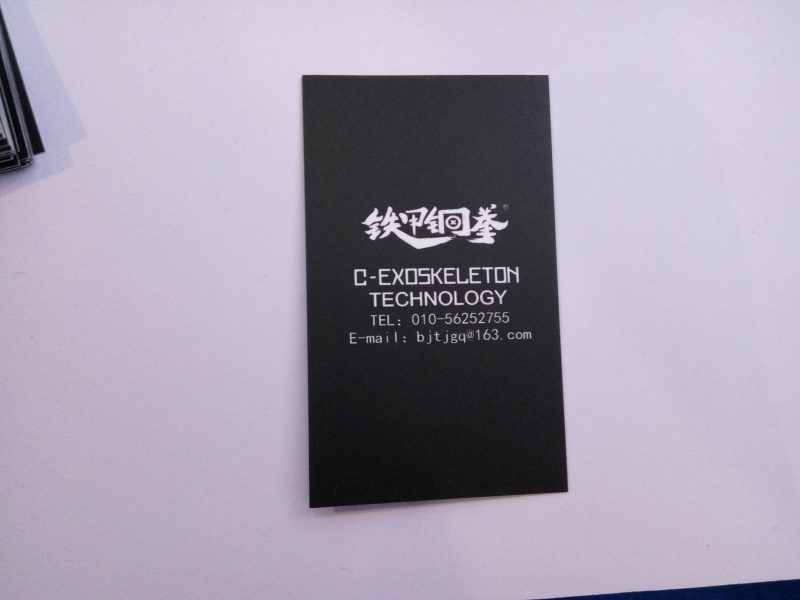 铁甲钢拳®
C-EXOSKELETON
TECHNOLOGY
TEL: 010-56252755
E-mail: bjtjgq@163.com